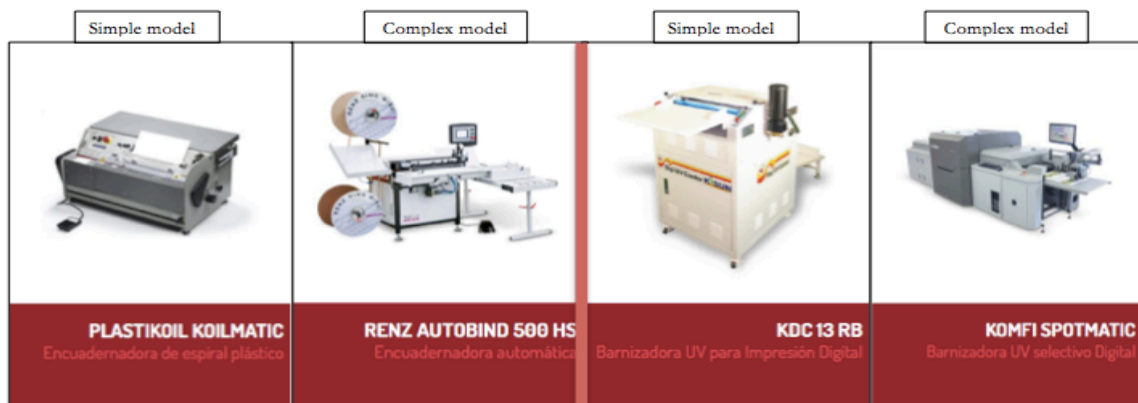 Simple model
Complex model
Simple model
Complex model
PLASTIKOIL KOILMATIC
Encuadernadora de espiral plástico
RENZ AUTOBIND 500 HS
Encuadernadora automática
KDC 13 RB
Barnizadora UV para Impresión Digital
KOMFI SPOTMATIC
Barnizadora UV selectivo Digital